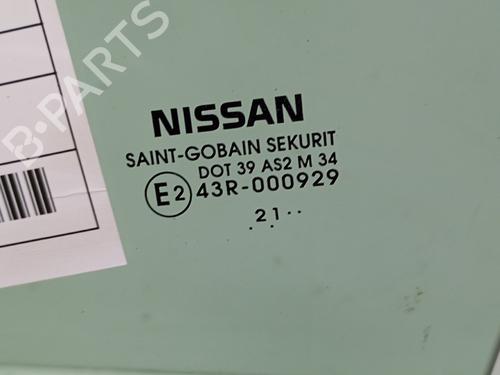 B-PARTS
NISSAN
SAINT-GOBAIN SEKURIT
DOT 39 AS2 M 34
E2 43R-000929
.21..
. .